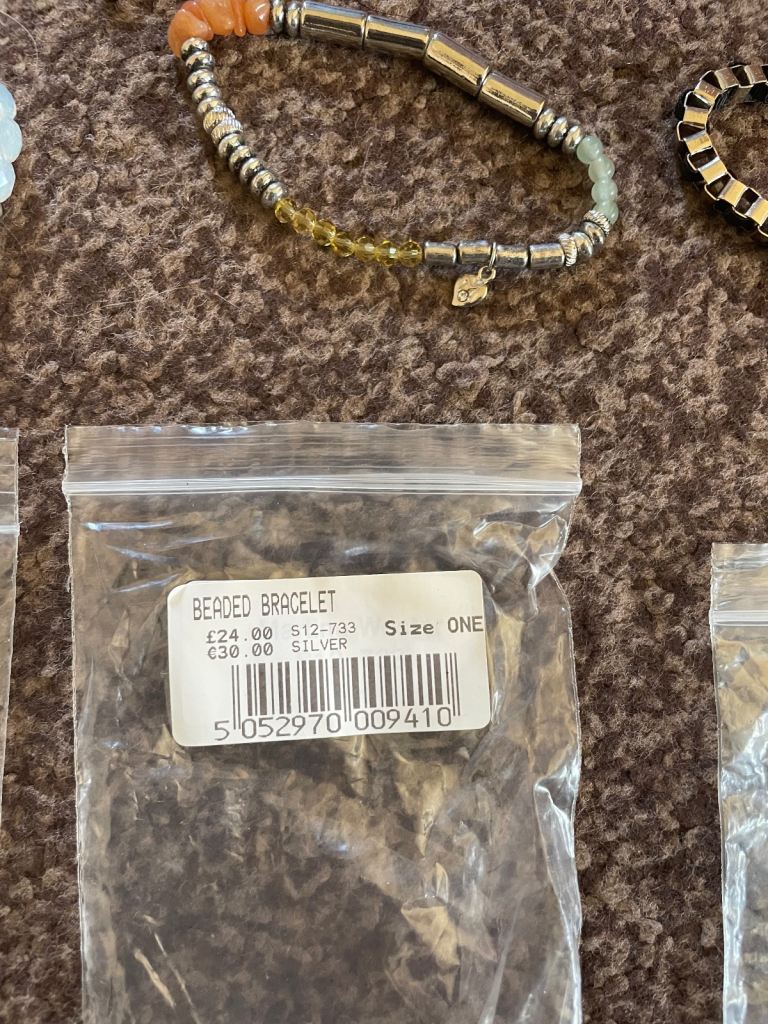 BEADED BRACELET
£24.00 S12-733 Size ONE
€30.00 SILVER
5 052970 009410